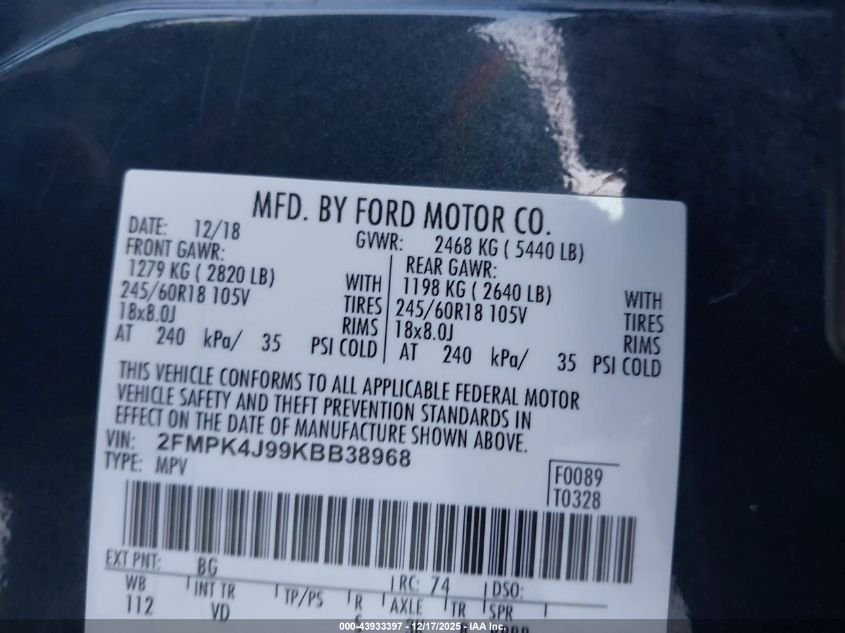 MFD. BY FORD MOTOR CO.
DATE: 12/18 GVWR: 2468 KG ( 5440 LB)
FRONT GAWR: REAR GAWR:
1279 KG ( 2820 LB) WITH 1198 KG ( 2640 LB) WITH
245/60R18 105V TIRES 245/60R18 105V TIRES
18x8.0J RIMS 18x8.0J RIMS
AT 240 kPa/ 35 PSI COLD AT 240 kPa/ 35 PSI COLD
THIS VEHICLE CONFORMS TO ALL APPLICABLE FEDERAL MOTOR
VEHICLE SAFETY AND THEFT PREVENTION STANDARDS IN
EFFECT ON THE DATE OF MANUFACTURE SHOWN ABOVE.
VIN: 2FMPK4J99KBB38968
TYPE: MPV
F0089
T0328
EXT PNT: BG RC: 74 DSO:
WB INT TR TP/PS R AXLE TR SPR
112 VD
000-43933397 - 12/17/2025 - IAA Inc.